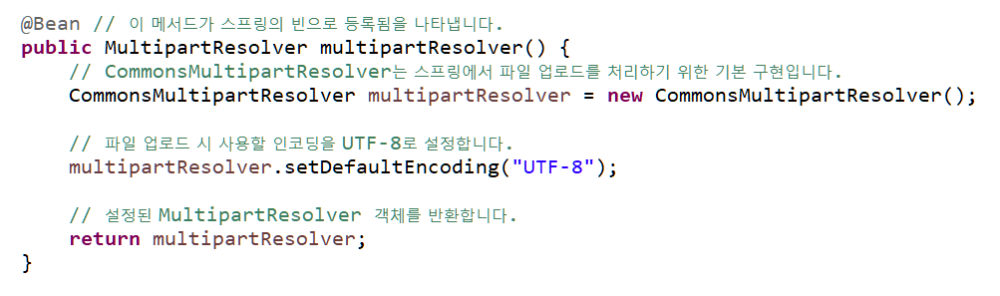 @Bean // 이 메서드가 스프링의 빈으로 등록됨을 나타냅니다.
public MultipartResolver multipartResolver() {
    // CommonsMultipartResolver는 스프링에서 파일 업로드를 처리하기 위한 기본 구현입니다.
    CommonsMultipartResolver multipartResolver = new CommonsMultipartResolver();

    // 파일 업로드 시 사용할 인코딩을 UTF-8로 설정합니다.
    multipartResolver.setDefaultEncoding("UTF-8");

    // 설정된 MultipartResolver 객체를 반환합니다.
    return multipartResolver;
}